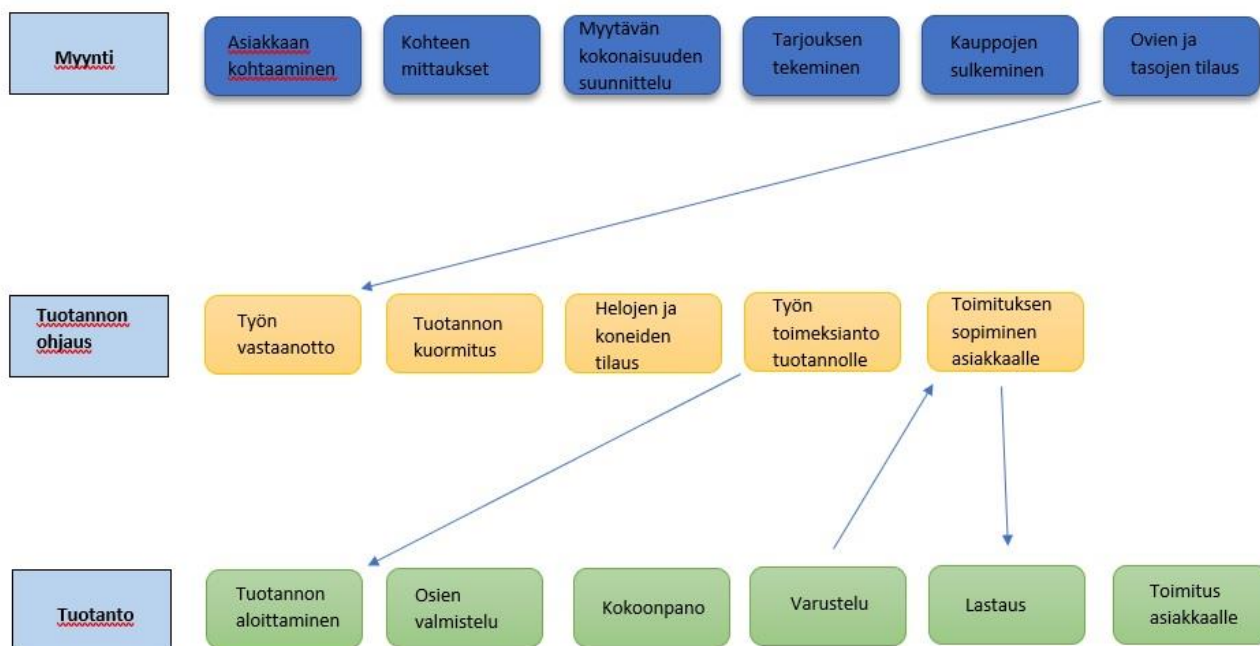 Myynti
Asiakkaan
kohtaaminen
Kohteen
mittaukset
Myytävän
kokonaisuuden
suunnittelu
Tarjouksen
tekeminen
Kauppojen
sulkeminen
Ovien ja
tasojen tilaus
Tuotannon
ohjaus
Työn
vastaanotto
Tuotannon
kuormitus
Helojen ja
koneiden
tilaus
Työn
toimeksianto
tuotannolle
Toimituksen
sopiminen
asiakkaalle
Tuotanto
Tuotannon
aloittaminen
Osien
valmistelu
Kokoonpano
Varustelu
Lastaus
Toimitus
asiakkaalle